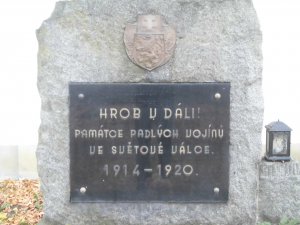 HROB V DÁLI!
PAMÁTCE PADLÝCH VOJÍNŮ
VE SVĚTOVÉ VÁLCE.
1914-1920.